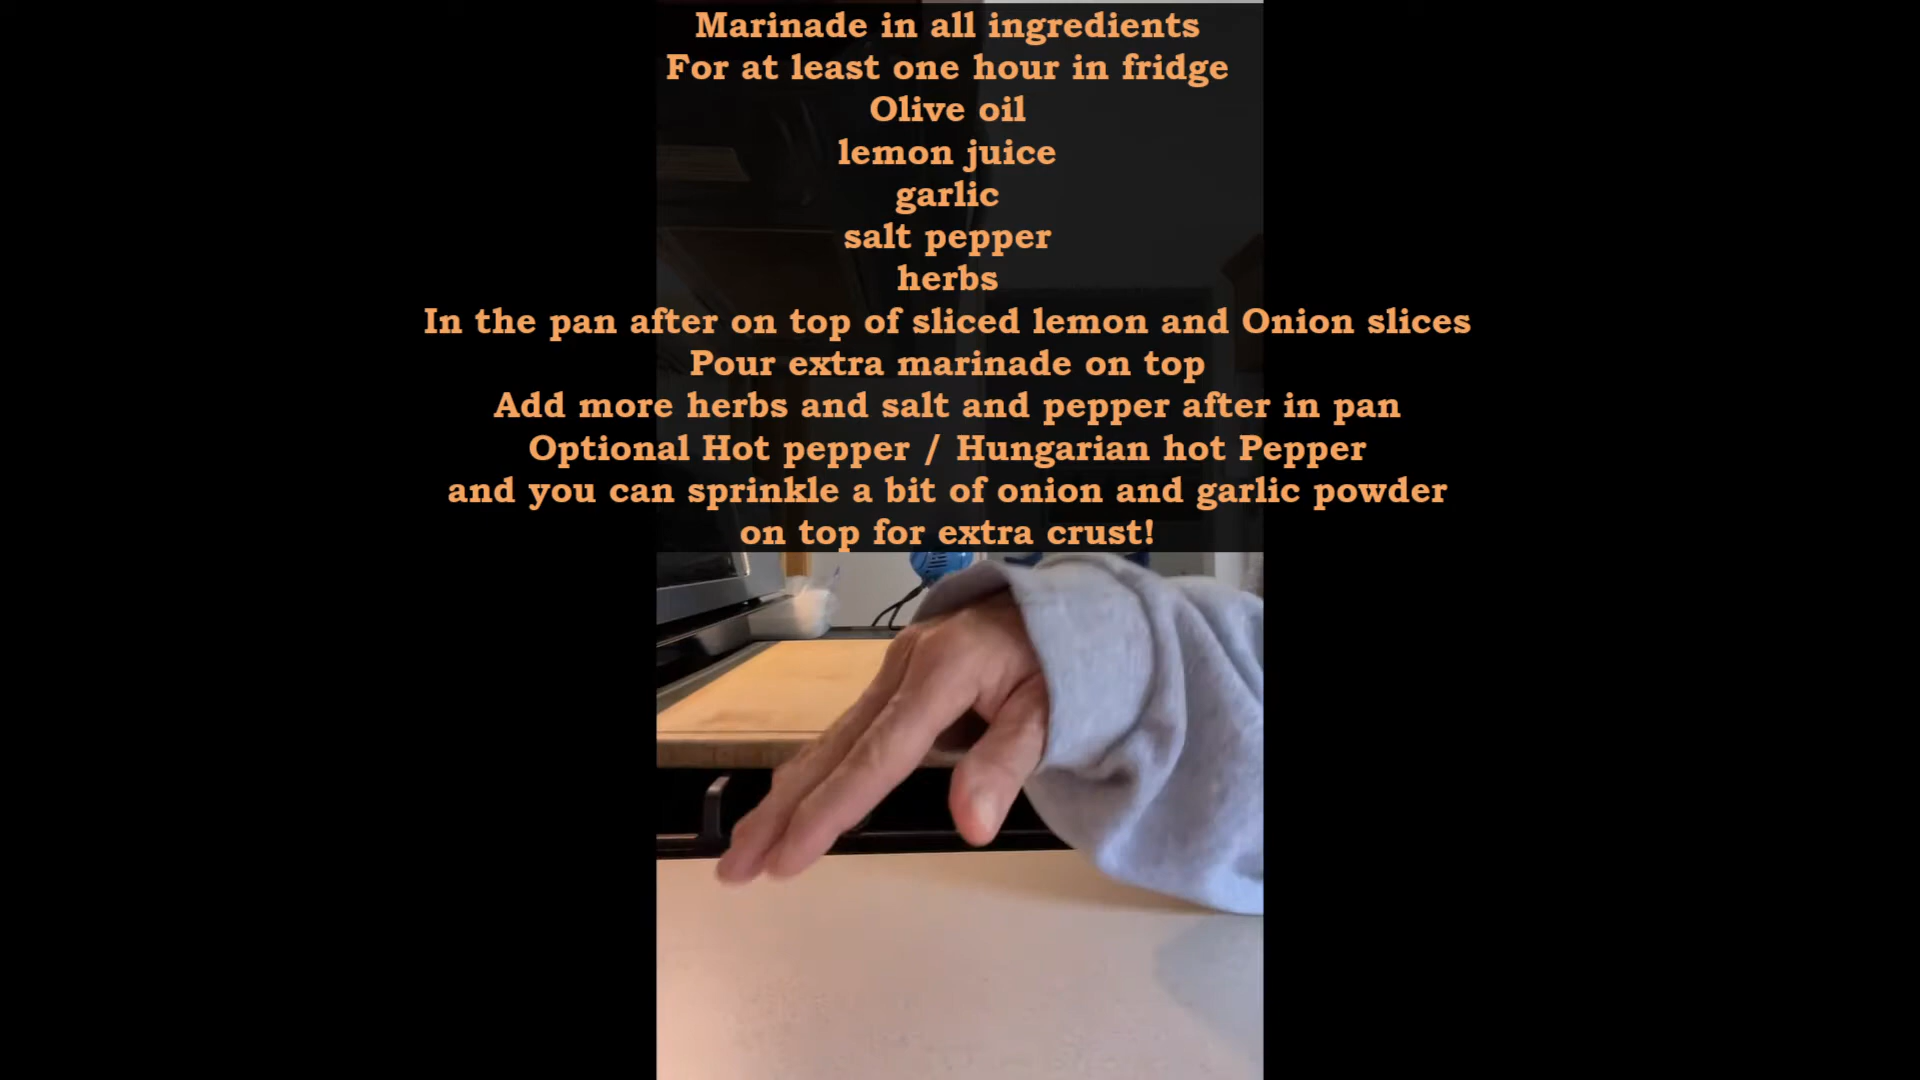 Marinade in all ingredients
For at least one hour in fridge
Olive oil
lemon juice
garlic
salt pepper
herbs
In the pan after on top of sliced lemon and Onion slices
Pour extra marinade on top
Add more herbs and salt and pepper after in pan
Optional Hot pepper / Hungarian hot Pepper
and you can sprinkle a bit of onion and garlic powder
on top for extra crust!